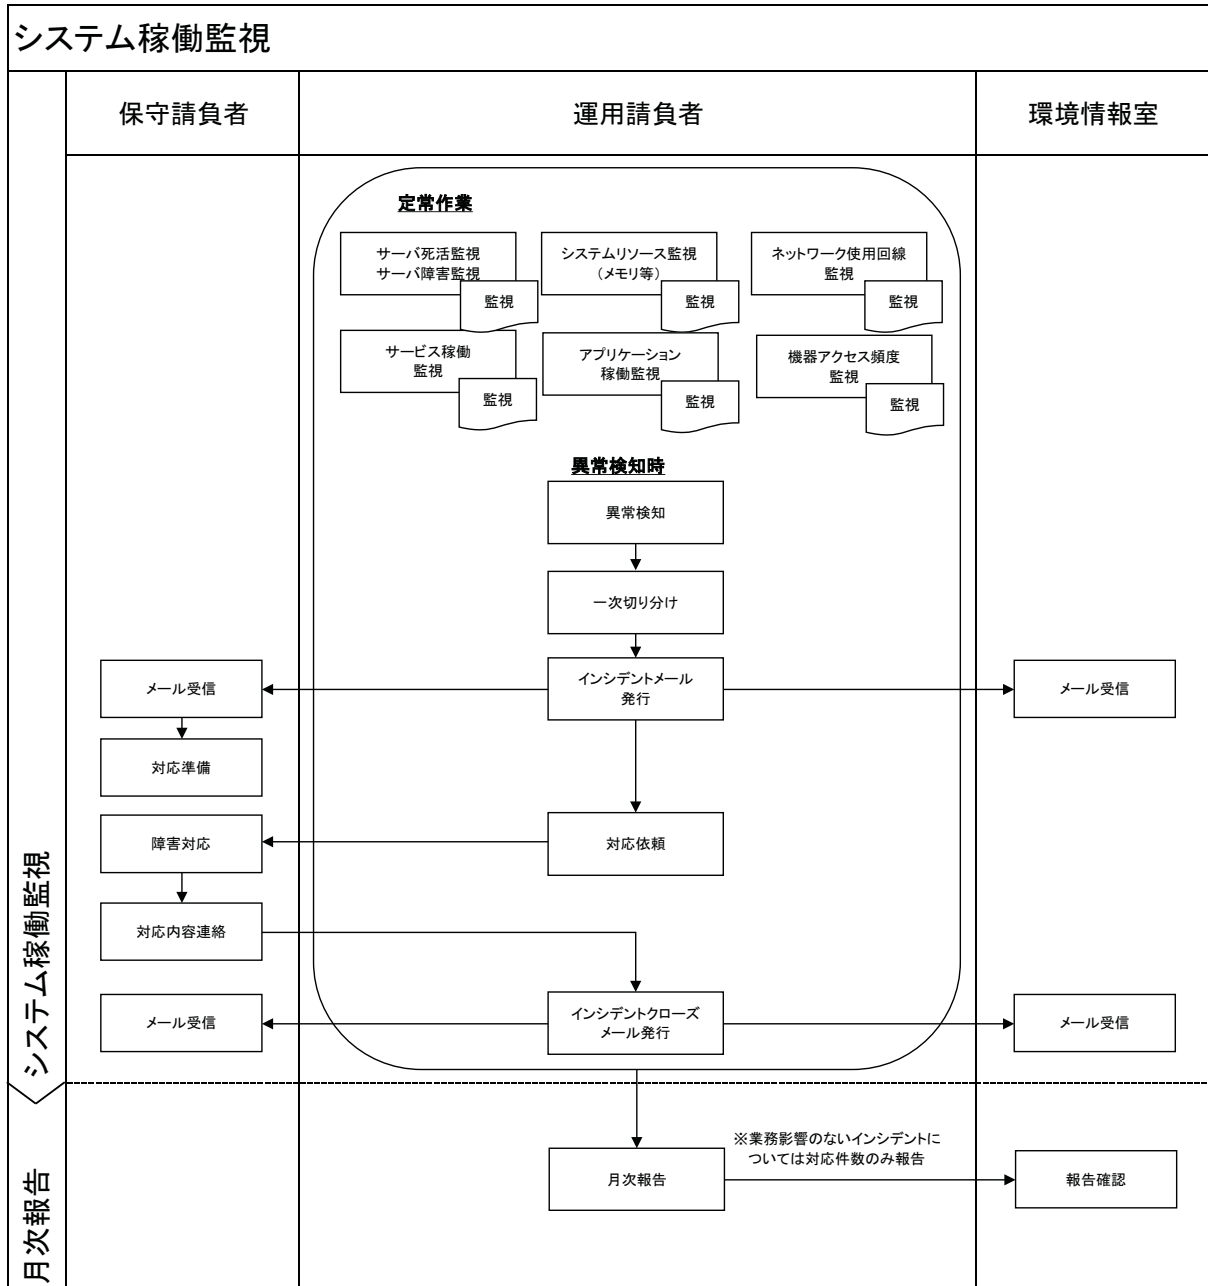 システム稼働監視
保守請負者
運用請負者
環境情報室
定常作業
サーバ死活監視
サーバ障害監視
監視
システムリソース監視
(メモリ等)
監視
ネットワーク使用回線
監視
監視
サービス稼働
監視
監視
アプリケーション
稼働監視
監視
機器アクセス頻度
監視
監視
異常検知時
異常検知
一次切り分け
メール受信
インシデントメール
発行
メール受信
対応準備
障害対応
対応依頼
対応内容連絡
メール受信
インシデントクローズ
メール発行
メール受信
システム稼働監視
月次報告
※業務影響のないインシデントに
ついては対応件数のみ報告
報告確認
月次報告